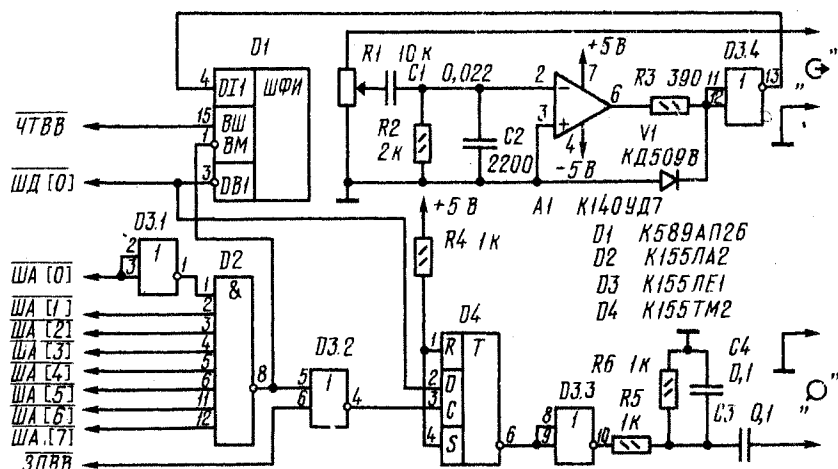 D1
4
DI1
ШФИ
15
ВШ
1
ВМ
3
DB1
R1 10 к
C1
0,022
R2
2к
C2
2200
2
3
+5 В
7
6
4
-5 В
R3 390
V1
КД509В
D3.4
11
12
1
13
„ “
A1 К140УД7
D1 К589АП26
D2 К155ЛА2
D3 К155ЛЕ1
D4 К155ТМ2
ЧТВВ
ШД [0]
D3.1
2
3
1
1
ША [0]
ША [1]
ША [2]
ША [3]
ША [4]
ША [5]
ША [6]
ША [7]
ЗПВВ
D2
&
1
2
3
4
5
6
11
12
8
D3.2
5
6
1
4
+5 В
R4 1к
D4
1
R
T
2
D
3
C
4
S
6
D3.3
8
9
1
10
R5
1к
R6 1к
C4
0,1
C3 0,1
„ “